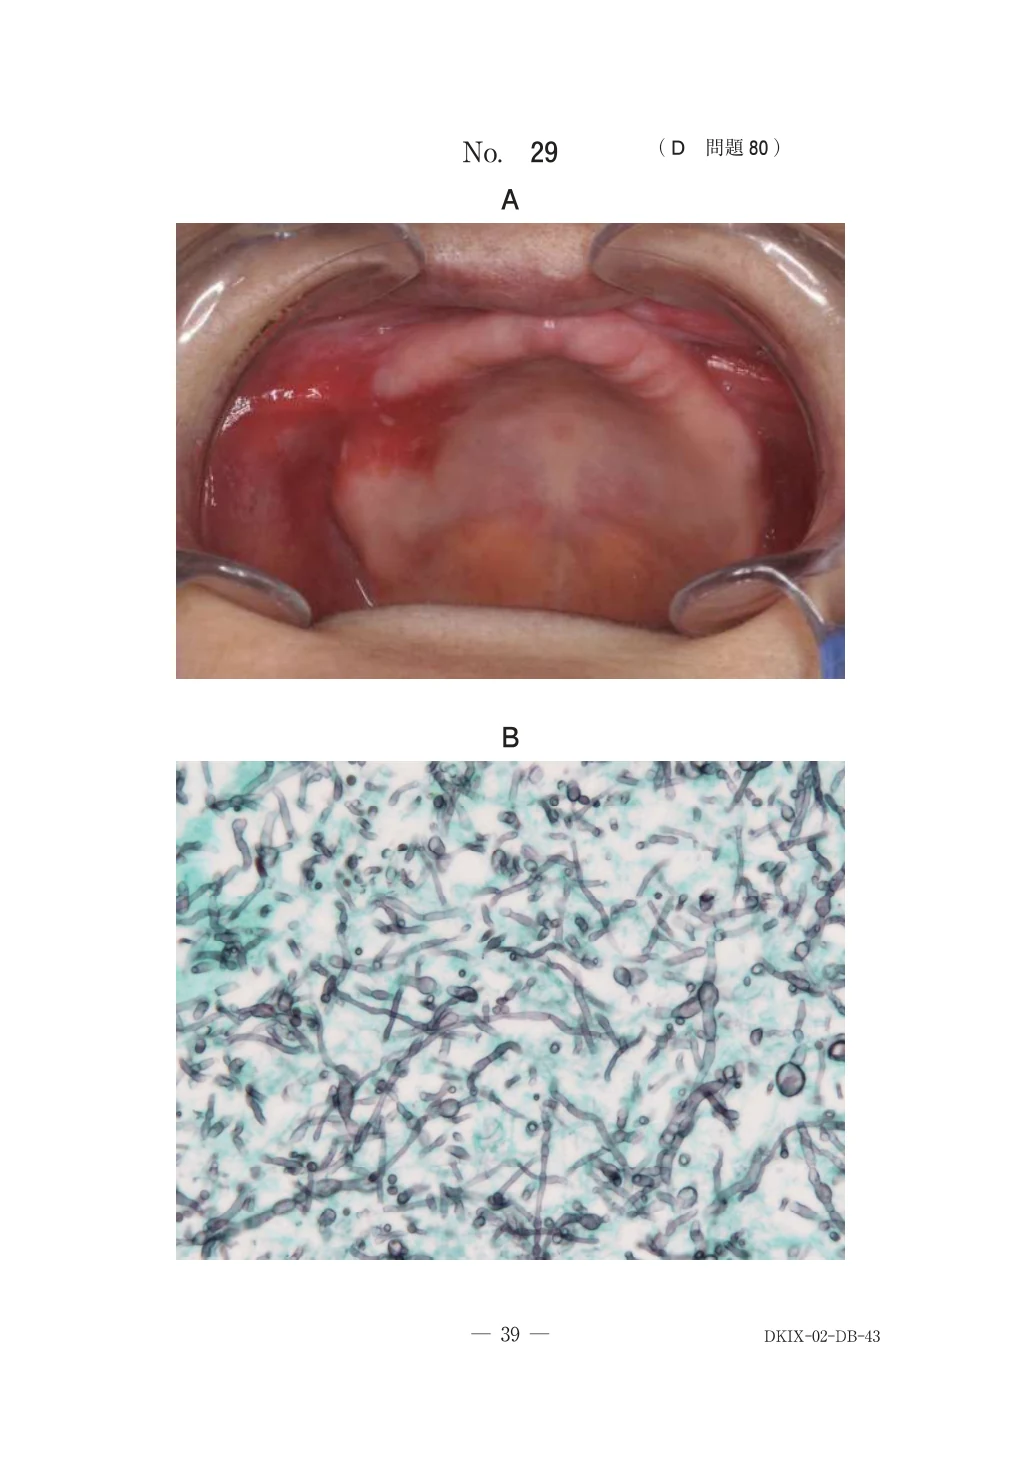 No. 29 （D 問題 80）
A
B
— 39 —
DKIX-02-DB-43